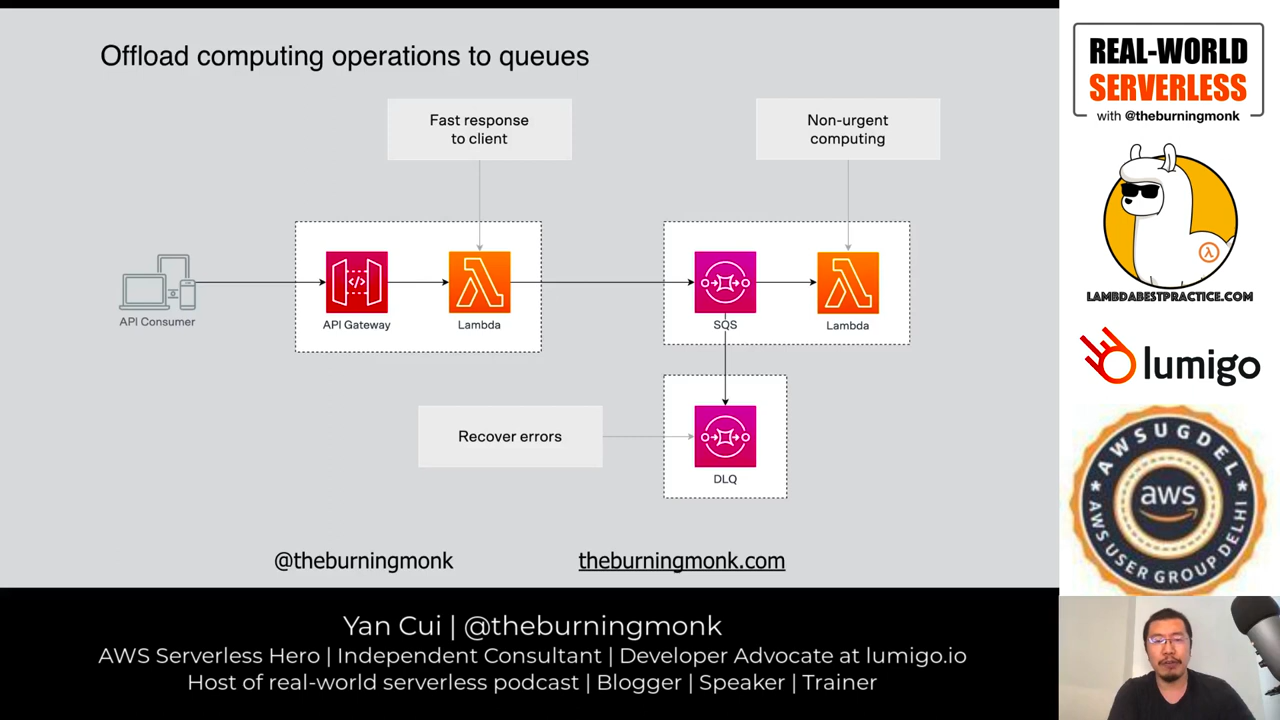 Offload computing operations to queues
Fast response
to client
Non-urgent
computing
API Consumer
</>
API Gateway
Lambda
SQS
Lambda
Recover errors
DLQ
@theburningmonk
theburningmonk.com
Yan Cui | @theburningmonk
AWS Serverless Hero | Independent Consultant | Developer Advocate at lumigo.io
Host of real-world serverless podcast | Blogger | Speaker | Trainer
REAL-WORLD
SERVERLESS
with @theburningmonk
λ
LAMBDABESTPRACTICE.COM
lumigo
AWSUGDEL
aws
AWS USER GROUP DELHI